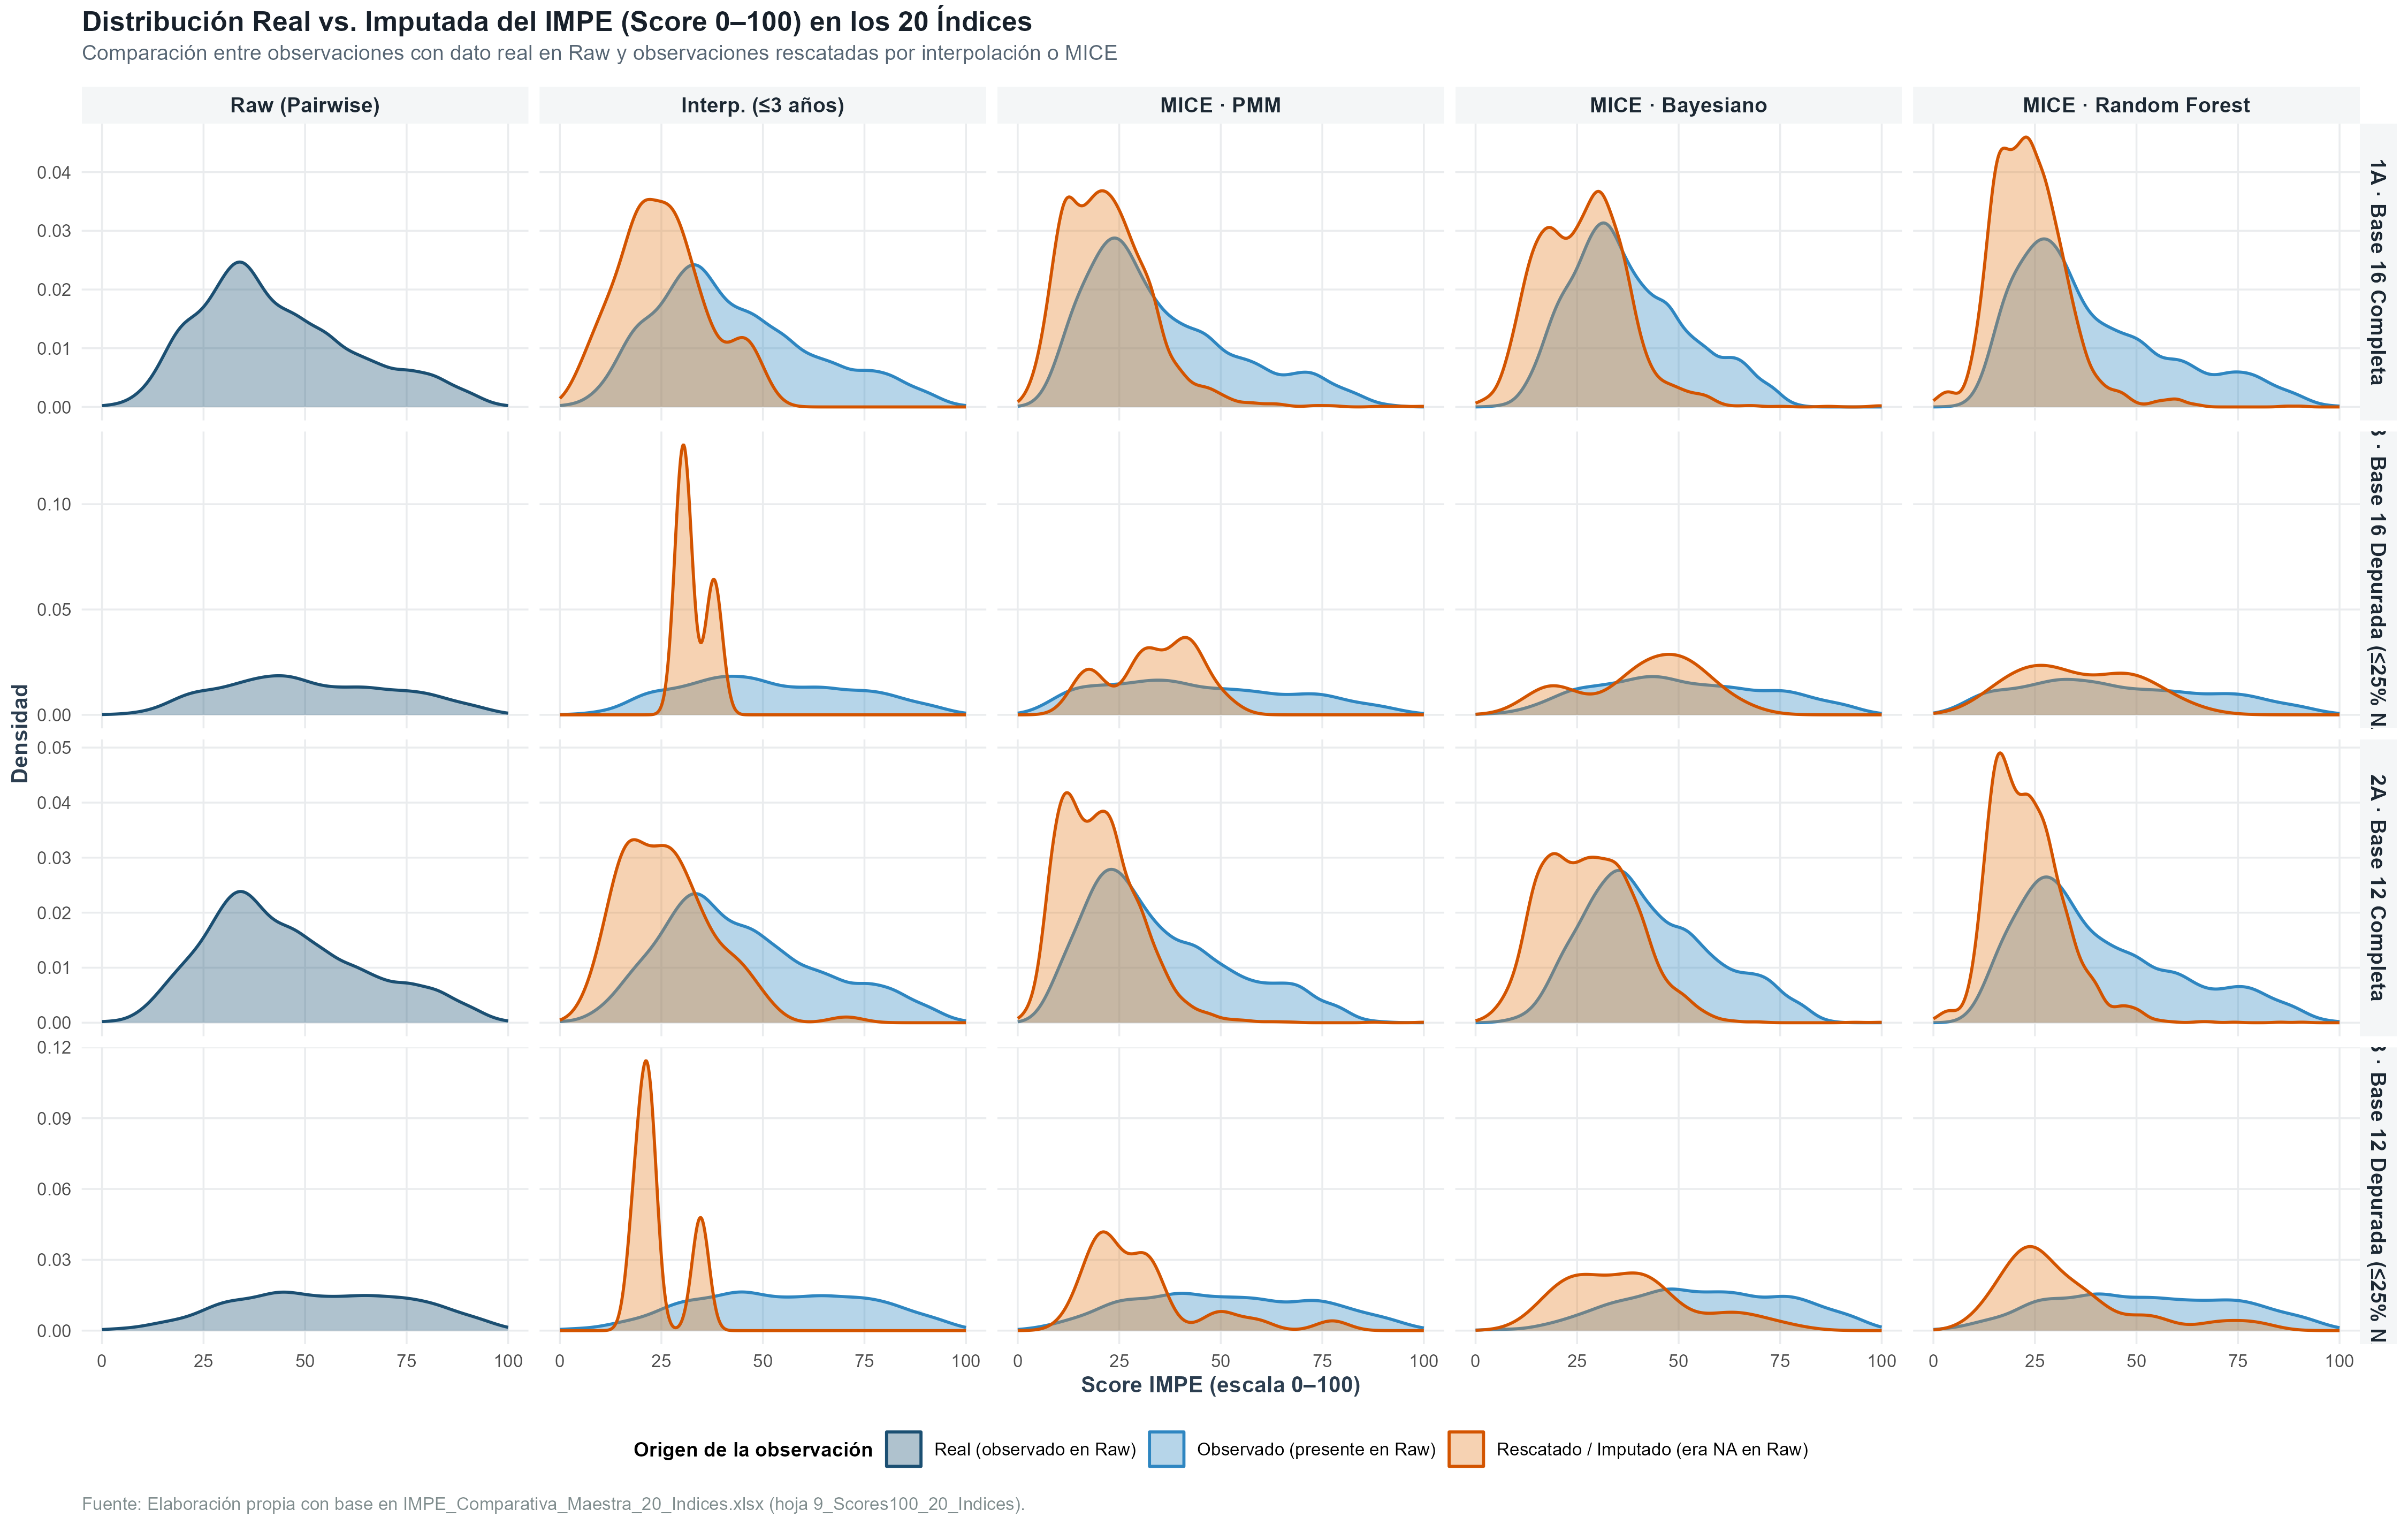 Distribución Real vs. Imputada del IMPE (Score 0–100) en los 20 Índices
Comparación entre observaciones con dato real en Raw y observaciones rescatadas por interpolación o MICE
Raw (Pairwise)
Interp. (≤3 años)
MICE · PMM
MICE · Bayesiano
MICE · Random Forest
Densidad
0.04
0.03
0.02
0.01
0.00
1A · Base 16 Completa
0.10
0.05
0.00
· Base 16 Depurada (≤25% N
0.05
0.04
0.03
0.02
0.01
0.00
2A · Base 12 Completa
0.12
0.09
0.06
0.03
0.00
· Base 12 Depurada (≤25% N
0 25 50 75 100
0 25 50 75 100
0 25 50 75 100
0 25 50 75 100
0 25 50 75 100
Score IMPE (escala 0–100)
Origen de la observación
Real (observado en Raw)
Observado (presente en Raw)
Rescatado / Imputado (era NA en Raw)
Fuente: Elaboración propia con base en IMPE_Comparativa_Maestra_20_Indices.xlsx (hoja 9_Scores100_20_Indices).